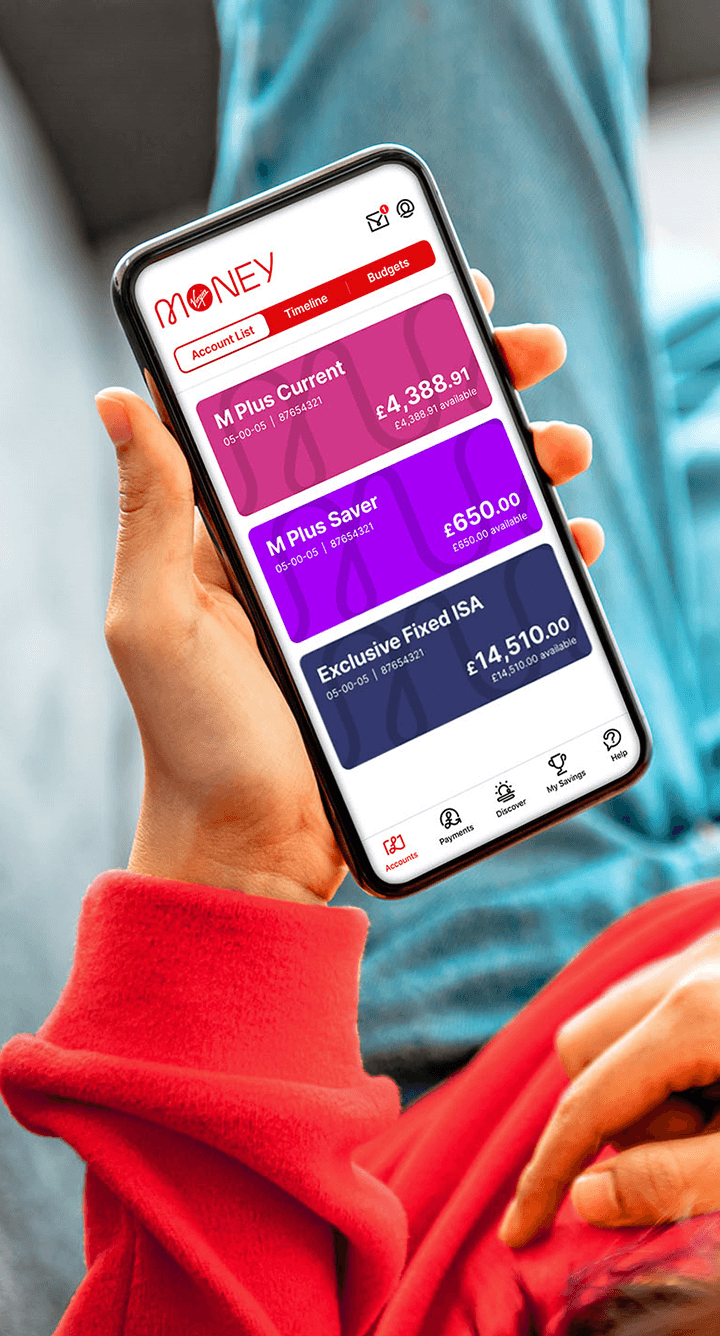 1
Virgin
MONEY
Account List
Timeline
Budgets
M Plus Current
05-00-05 | 87654321
£4,388.91
£4,388.91 available
M Plus Saver
05-00-05 | 87654321
£650.00
£650.00 available
Exclusive Fixed ISA
05-00-05 | 87654321
£14,510.00
£14,510.00 available
Accounts
Payments
Discover
My Savings
Help